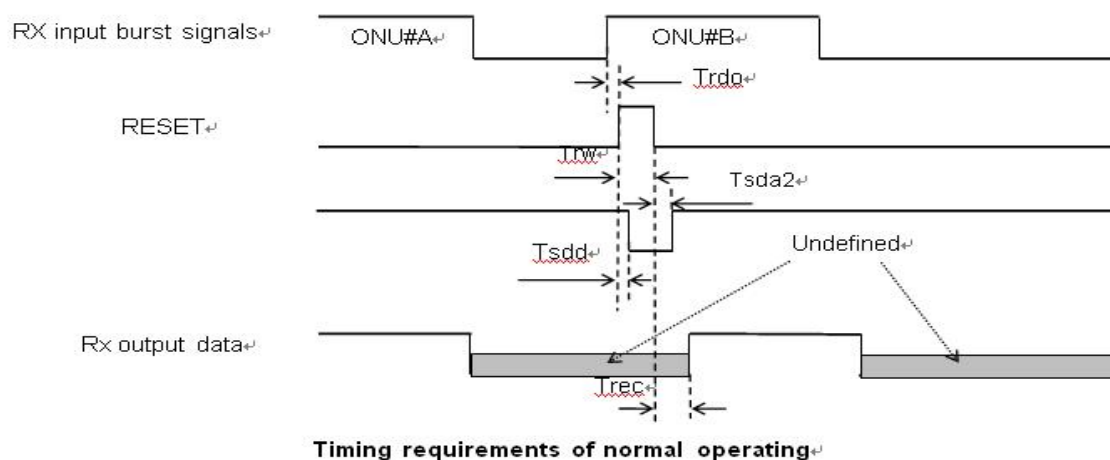 RX input burst signals↵
ONU#A↵
ONU#B↵
Trdo
RESET↵
Trw↵
Tsda2↵
Tsdd↵
Undefined↵
Rx output data↵
Trec↵
Timing requirements of normal operating↵